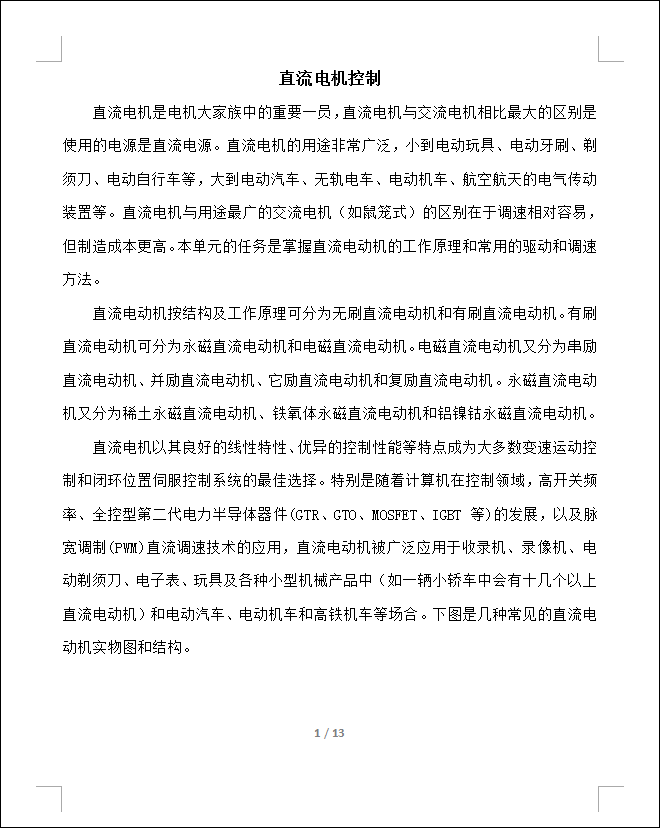 直流电机控制
直流电机是电机大家族中的重要一员，直流电机与交流电机相比最大的区别是
使用的电源是直流电源。直流电机的用途非常广泛，小到电动玩具、电动牙刷、剃
须刀、电动自行车等，大到电动汽车、无轨电车、电动机车、航空航天的电气传动
装置等。直流电机与用途最广的交流电机（如鼠笼式）的区别在于调速相对容易，
但制造成本更高。本单元的任务是掌握直流电动机的工作原理和常用的驱动和调速
方法。
直流电动机按结构及工作原理可分为无刷直流电动机和有刷直流电动机。有刷
直流电动机可分为永磁直流电动机和电磁直流电动机。电磁直流电动机又分为串励
直流电动机、并励直流电动机、它励直流电动机和复励直流电动机。永磁直流电动
机又分为稀土永磁直流电动机、铁氧体永磁直流电动机和铝镍钴永磁直流电动机。
直流电机以其良好的线性特性、优异的控制性能等特点成为大多数变速运动控
制和闭环位置伺服控制系统的最佳选择。特别是随着计算机在控制领域，高开关频
率、全控型第二代电力半导体器件(GTR、GTO、MOSFET、IGBT 等)的发展，以及脉
宽调制(PWM)直流调速技术的应用，直流电动机被广泛应用于收录机、录像机、电
动剃须刀、电子表、玩具及各种小型机械产品中（如一辆小轿车中会有十几个以上
直流电动机）和电动汽车、电动机车和高铁机车等场合。下图是几种常见的直流电
动机实物图和结构。
1 / 13